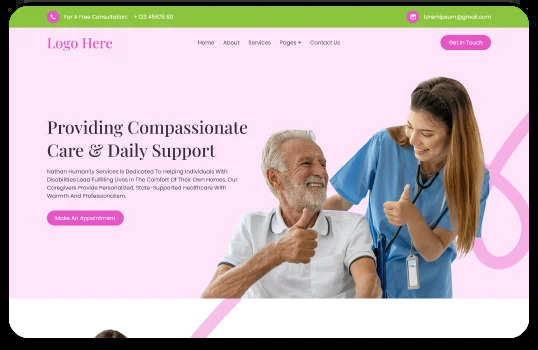 For A Free Consultation: + 123 45678 80
loremipsum@gmail.com
Logo Here
Home About Services Pages Contact Us
Get In Touch
Providing Compassionate
Care & Daily Support
Nathan Humanity Services Is Dedicated To Helping Individuals With
Disabilities Lead Fulfilling Lives In The Comfort Of Their Own Homes. Our
Caregivers Provide Personalized, State-Supported Healthcare With
Warmth And Professionalism.
Make An Appointment